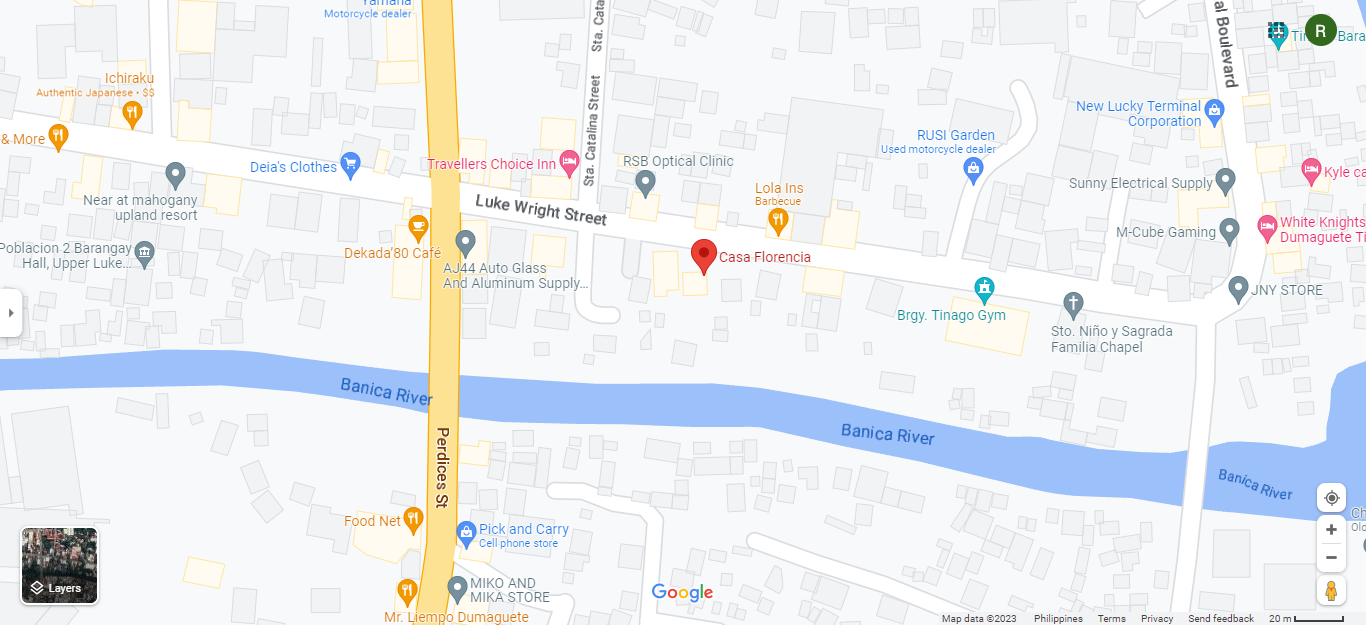 Yamaha
Motorcycle dealer
Sta. Cata
al Boulevard
R
Bara
Ichiraku
Authentic Japanese • $$
& More
New Lucky Terminal
Corporation
RUSI Garden
Used motorcycle dealer
Sta. Catalina Street
Travellers Choice Inn
RSB Optical Clinic
Deia's Clothes
Near at mahogany
upland resort
Lola Ins
Barbecue
Sunny Electrical Supply
Kyle ca
Luke Wright Street
M-Cube Gaming
White Knights
Dumaguete Ti
Poblacion 2 Barangay
Hall, Upper Luke...
Dekada'80 Café
AJ44 Auto Glass
And Aluminum Supply...
Casa Florencia
JNY STORE
Brgy. Tinago Gym
Sto. Niño y Sagrada
Familia Chapel
Banica River
Banica River
Banica River
Perdices St
Food Net
Pick and Carry
Cell phone store
Ch
Old
Layers
MIKO AND
MIKA STORE
Google
Mr. Liempo Dumaguete
Map data ©2023 Philippines Terms Privacy Send feedback 20 m